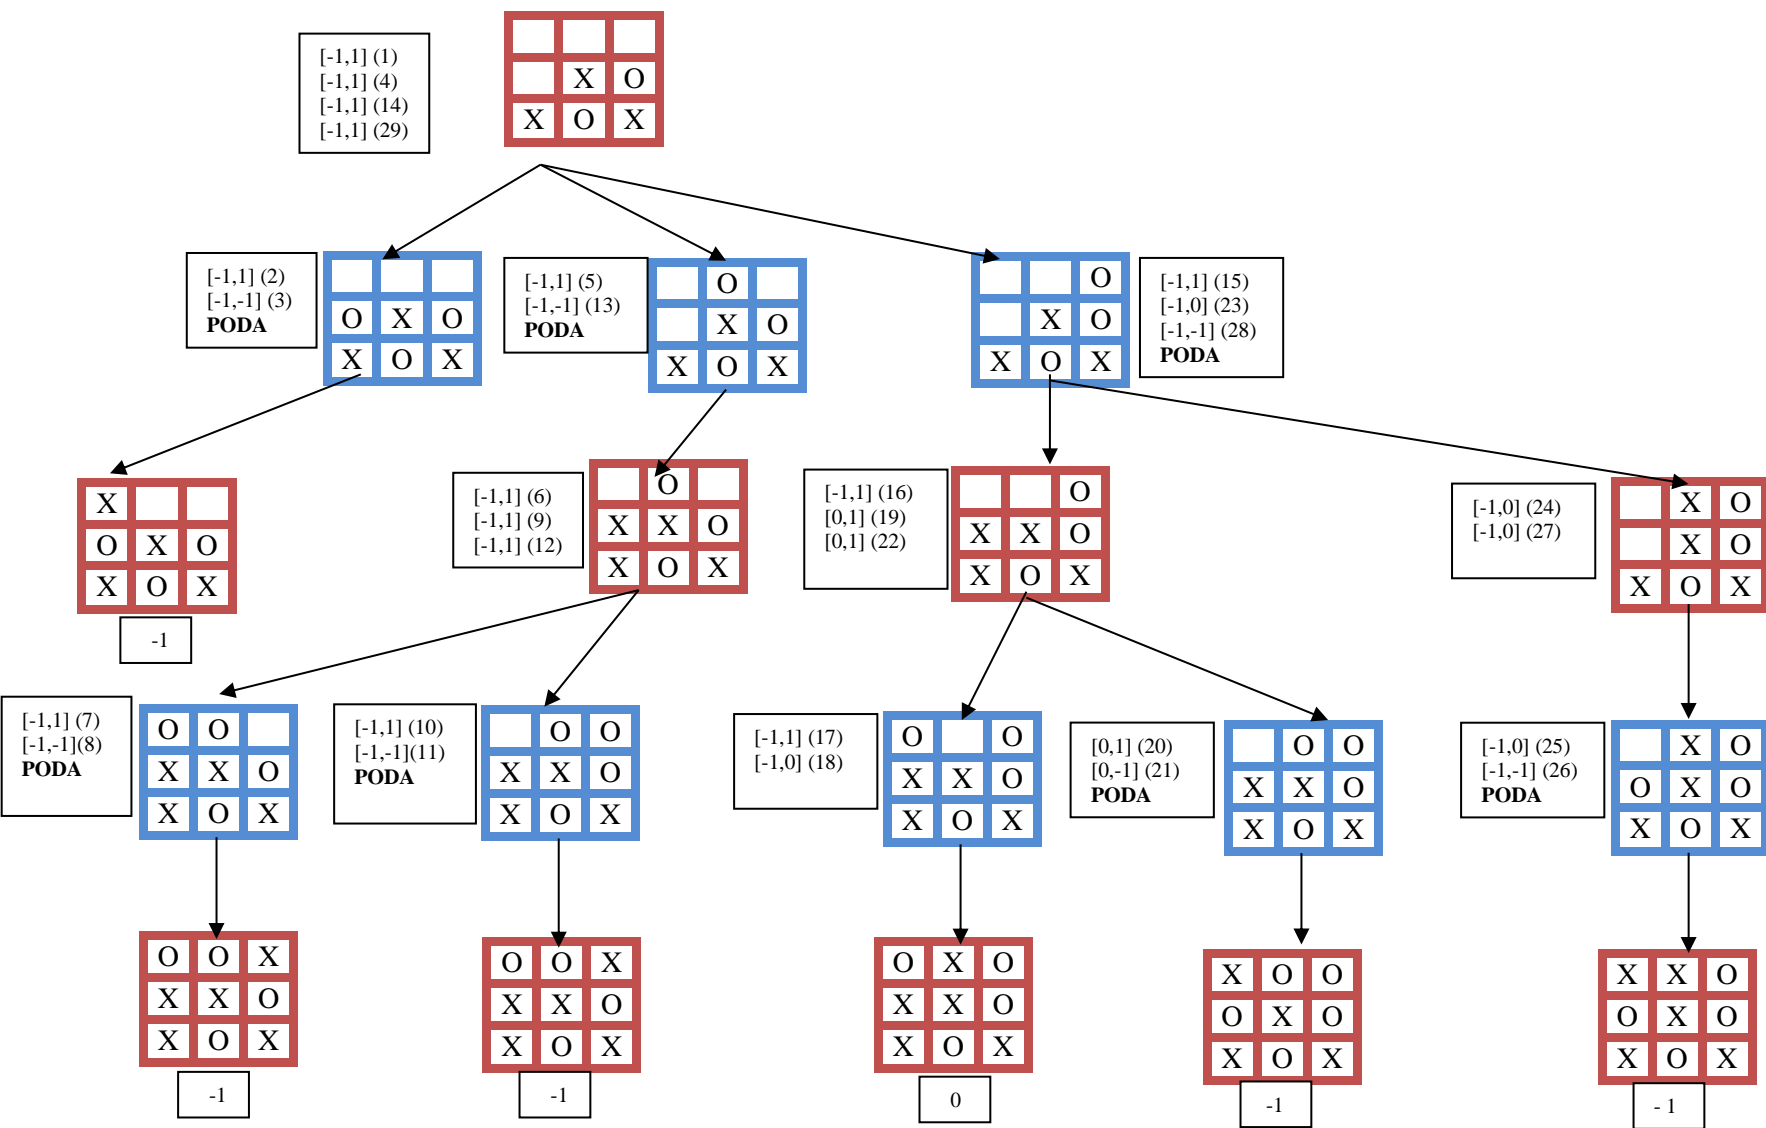 [-1,1] (1)
[-1,1] (4)
[-1,1] (14)
[-1,1] (29)
X O
X O X
[-1,1] (2)
[-1,-1] (3)
PODA
O X O
X O X
[-1,1] (5)
[-1,-1] (13)
PODA
O
X O
X O X
O
X O
X O X
[-1,1] (15)
[-1,0] (23)
[-1,-1] (28)
PODA
X
O X O
X O X
-1
[-1,1] (6)
[-1,1] (9)
[-1,1] (12)
O
X X O
X O X
[-1,1] (16)
[0,1] (19)
[0,1] (22)
O
X X O
X O X
[-1,0] (24)
[-1,0] (27)
X O
X O
X O X
[-1,1] (7)
[-1,-1](8)
PODA
O O
X X O
X O X
[-1,1] (10)
[-1,-1](11)
PODA
O O
X X O
X O X
[-1,1] (17)
[-1,0] (18)
O O
X X O
X O X
[0,1] (20)
[0,-1] (21)
PODA
O O
X X O
X O X
[-1,0] (25)
[-1,-1] (26)
PODA
X O
O X O
X O X
O O X
X X O
X O X
-1
O O X
X X O
X O X
-1
O X O
X X O
X O X
0
X O O
O X O
X O X
-1
X X O
O X O
X O X
- 1